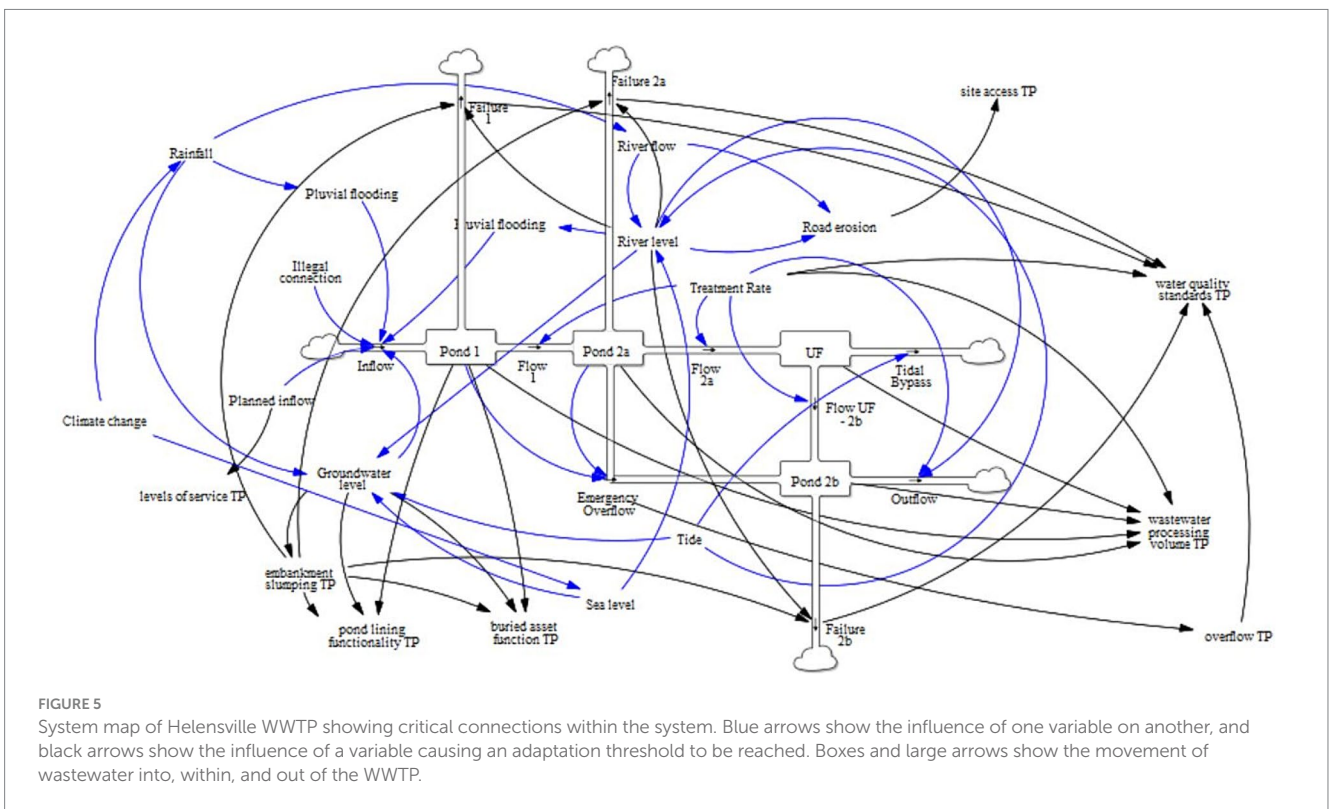 Failure 2a
site access TP
Failure
1
Rainfall
Riverflow
Pluvial flooding
fluvial flooding
Road erosion
River level
Illegal
connection
Treatment Rate
water quality
standards TP
Pond 1
Pond 2a
UF
Inflow
Flow
1
Flow
2a
Tidal
Bypass
Planned inflow
Flow UF
- 2b
Climate change
Groundwater
level
levels of service TP
Pond 2b
Emergency
Overflow
Outflow
wastewater
processing
volume TP
Tide
embankment
slumping TP
Sea level
pond lining
functionality TP
buried asset
function TP
Failure
2b
overflow TP
FIGURE 5
System map of Helensville WWTP showing critical connections within the system. Blue arrows show the influence of one variable on another, and
black arrows show the influence of a variable causing an adaptation threshold to be reached. Boxes and large arrows show the movement of
wastewater into, within, and out of the WWTP.